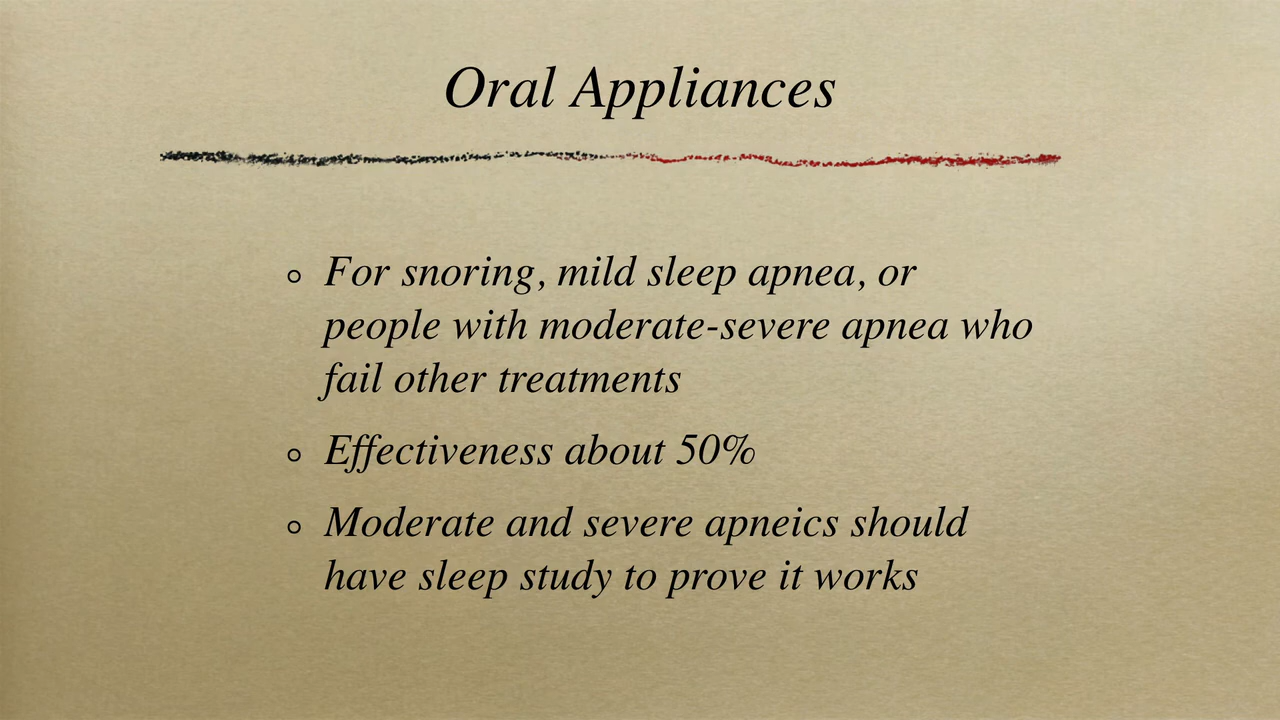 Oral Appliances
For snoring, mild sleep apnea, or
people with moderate-severe apnea who
fail other treatments
Effectiveness about 50%
Moderate and severe apneics should
have sleep study to prove it works